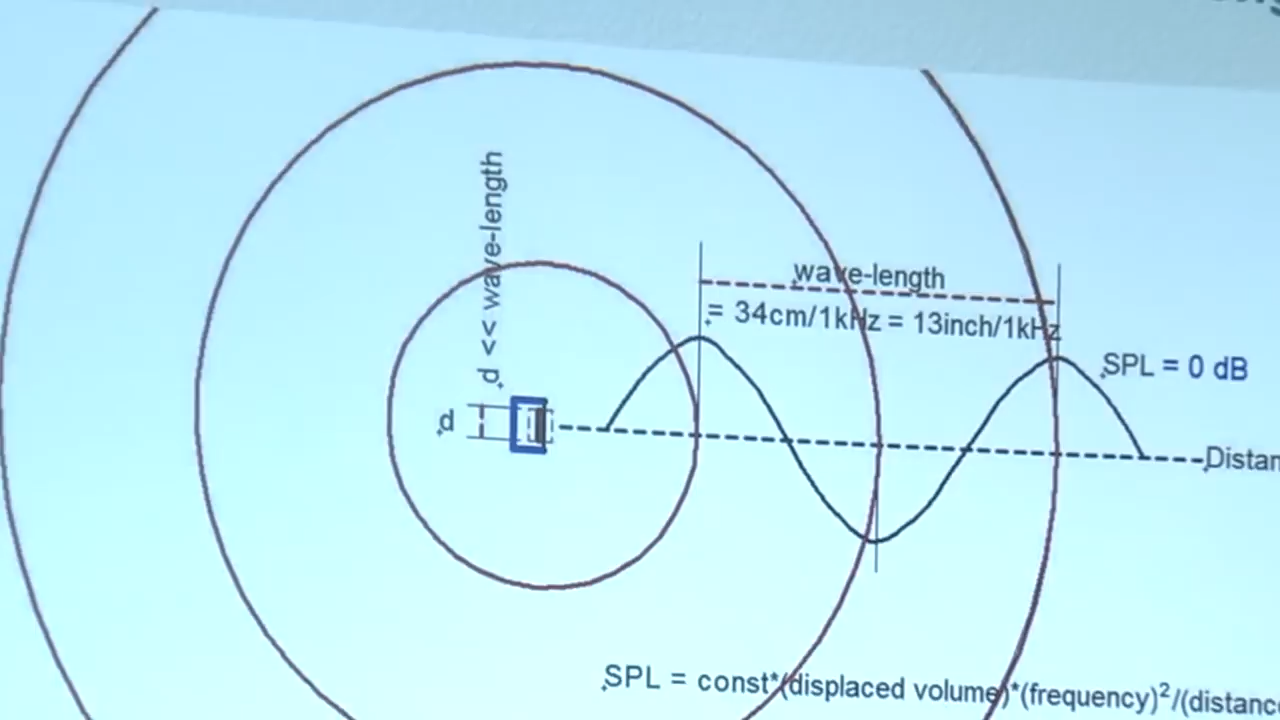 d << wave-length
wave-length
= 34cm/1kHz = 13inch/1kHz
SPL = 0 dB
d
SPL = const*(displaced volume)*(frequency)²/(distanc